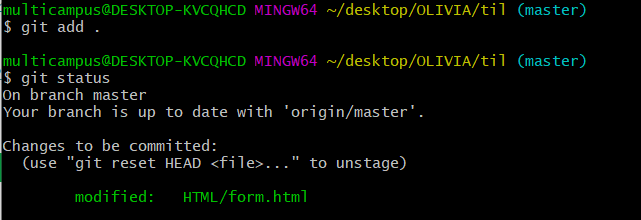 multicampus@DESKTOP-KVCQHCD MINGW64 ~/desktop/OLIVIA/til (master)
$ git add .
multicampus@DESKTOP-KVCQHCD MINGW64 ~/desktop/OLIVIA/til (master)
$ git status
On branch master
Your branch is up to date with 'origin/master'.
Changes to be committed:
  (use "git reset HEAD <file>..." to unstage)
        modified:   HTML/form.html